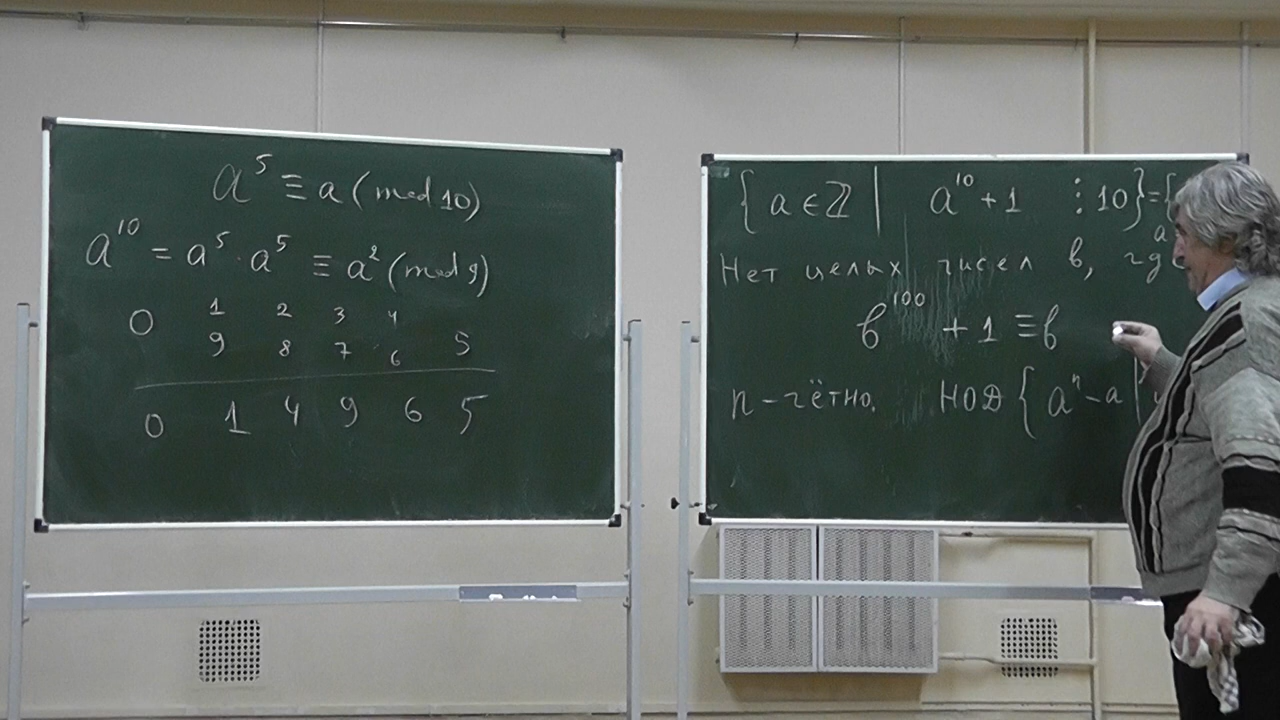 a⁵ ≡ a (mod 10)
a¹⁰ = a⁵ · a⁵ ≡ a² (mod 9)
0 1 2 3 4
9 8 7 6 5
0 1 4 9 6 5
{ a ∈ ℤ | a¹⁰ + 1 ⋮ 10 } = {
a
Нет целых чисел в, где
в¹⁰⁰ + 1 ≡ в
n – чётно. НОД { aⁿ – a |